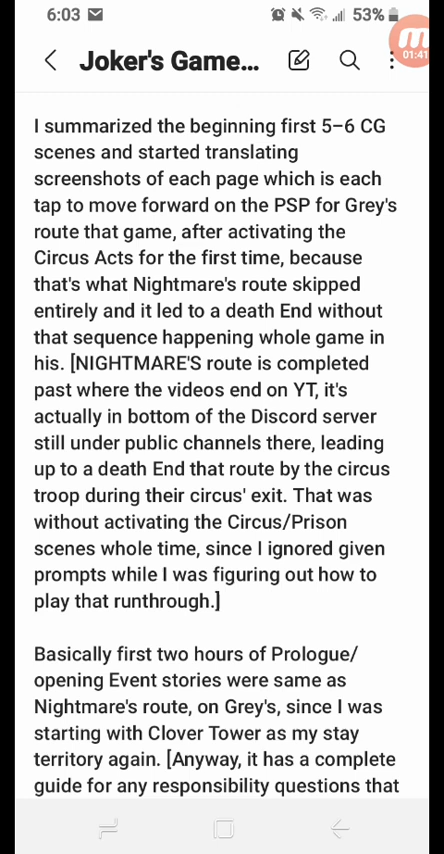 6:03 53%
Joker's Game...
01:41
I summarized the beginning first 5–6 CG
scenes and started translating
screenshots of each page which is each
tap to move forward on the PSP for Grey's
route that game, after activating the
Circus Acts for the first time, because
that's what Nightmare's route skipped
entirely and it led to a death End without
that sequence happening whole game in
his. [NIGHTMARE'S route is completed
past where the videos end on YT, it's
actually in bottom of the Discord server
still under public channels there, leading
up to a death End that route by the circus
troop during their circus' exit. That was
without activating the Circus/Prison
scenes whole time, since I ignored given
prompts while I was figuring out how to
play that runthrough.]
Basically first two hours of Prologue/
opening Event stories were same as
Nightmare's route, on Grey's, since I was
starting with Clover Tower as my stay
territory again. [Anyway, it has a complete
guide for any responsibility questions that